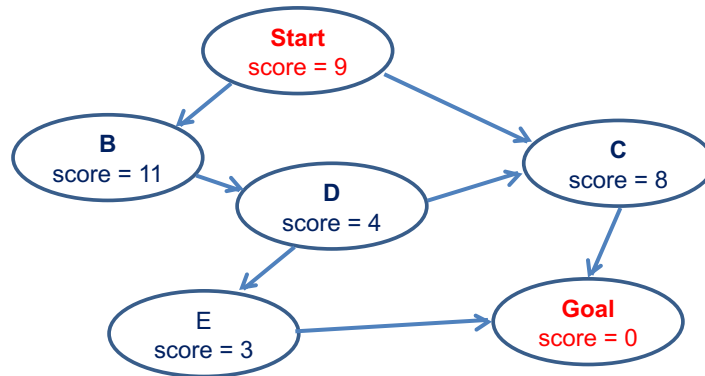 Start
score = 9
B
score = 11
C
score = 8
D
score = 4
E
score = 3
Goal
score = 0